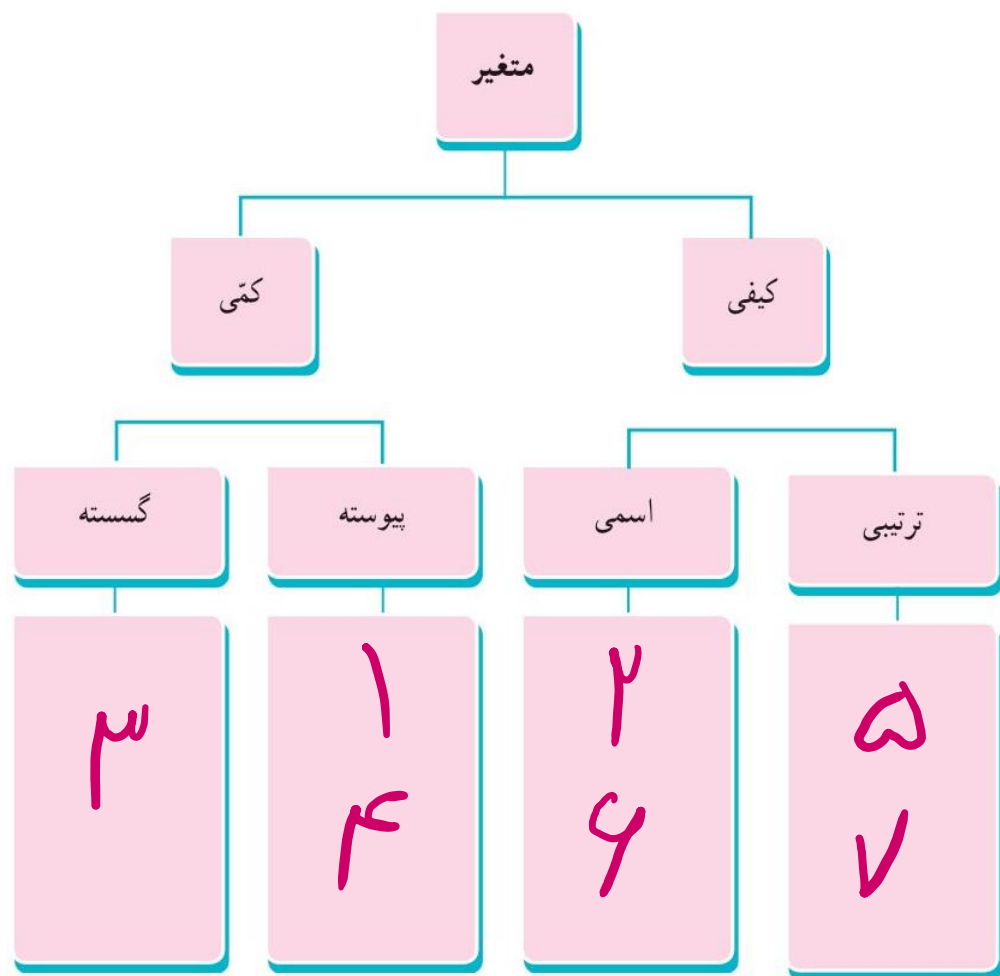 متغیر
کیفی
کمّی
ترتیبی
اسمی
پیوسته
گسسته
۵
۷
۲
۶
۱
۴
۳